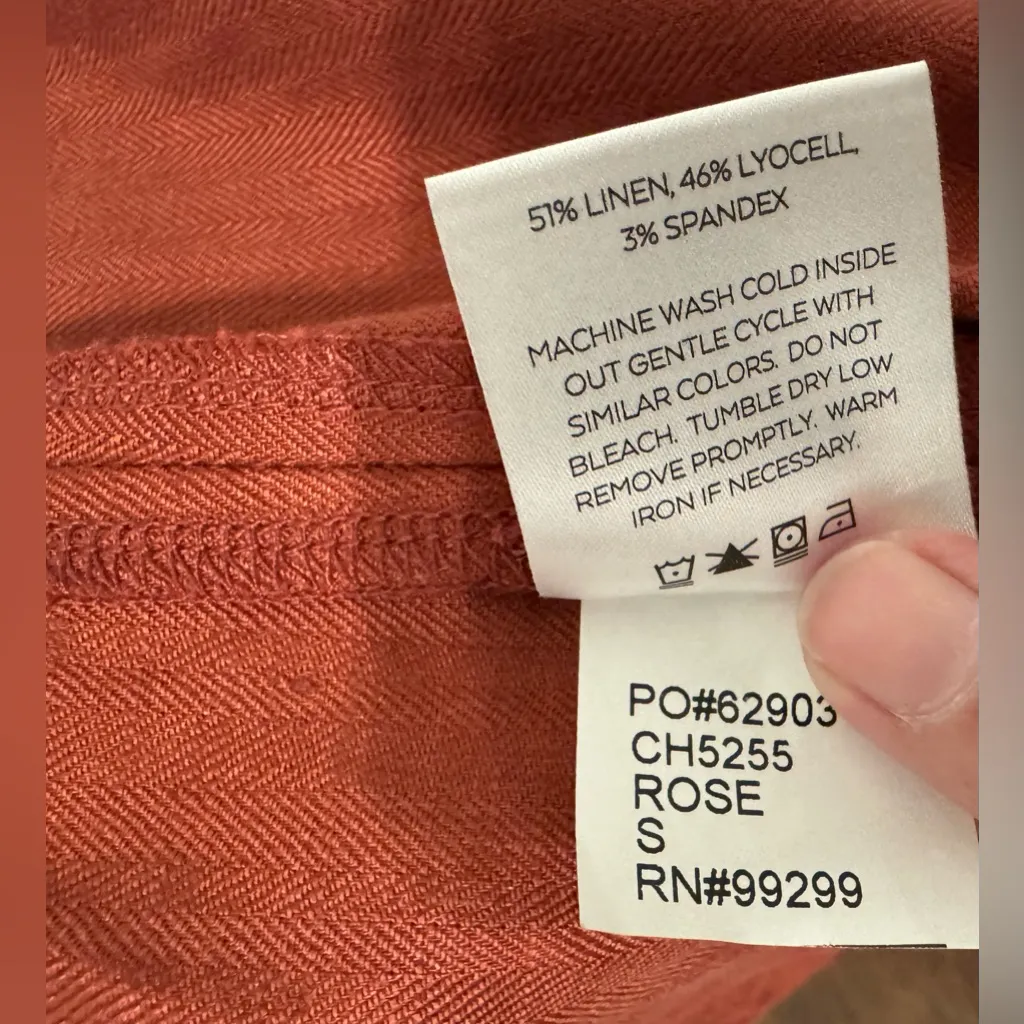 51% LINEN, 46% LYOCELL,
3% SPANDEX
MACHINE WASH COLD INSIDE
OUT GENTLE CYCLE WITH
SIMILAR COLORS. DO NOT
BLEACH. TUMBLE DRY LOW
REMOVE PROMPTLY. WARM
IRON IF NECESSARY.
PO#62903
CH5255
ROSE
S
RN#99299